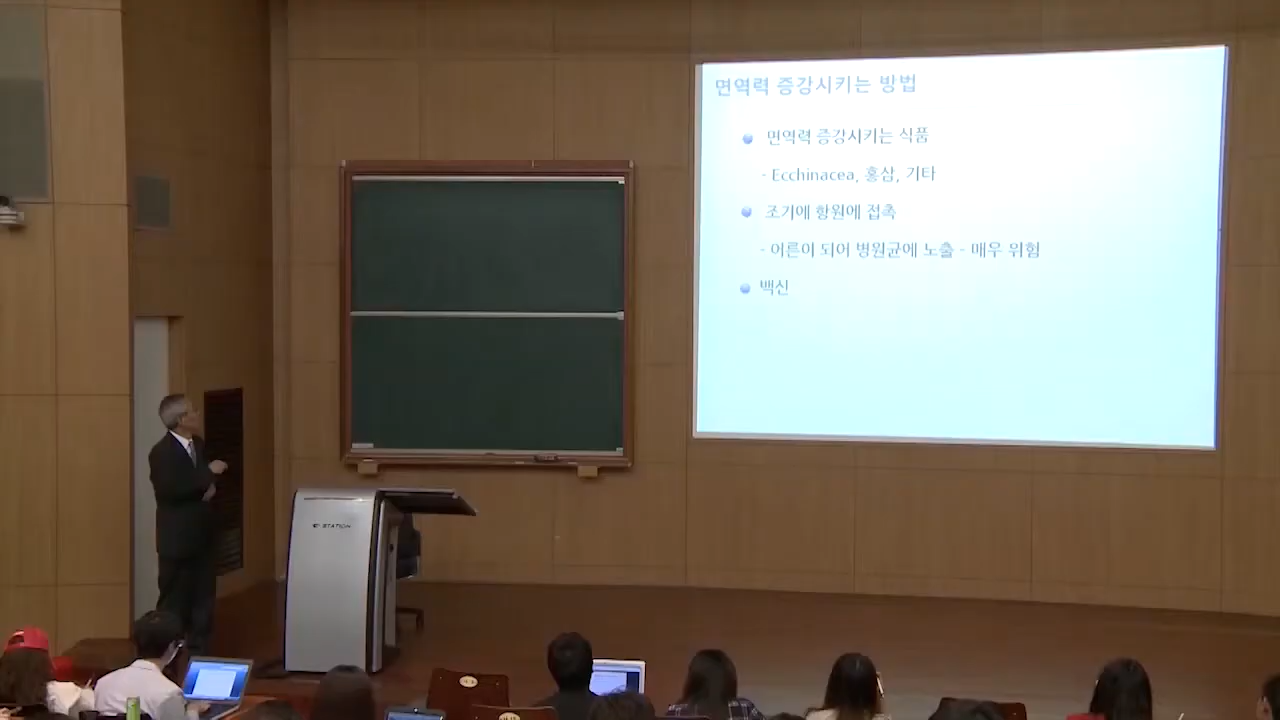 면역력 증강시키는 방법
면역력 증강시키는 식품
- Ecchinacea, 홍삼, 기타
조기에 항원에 접촉
- 어른이 되어 병원균에 노출 - 매우 위험
백신
STATION